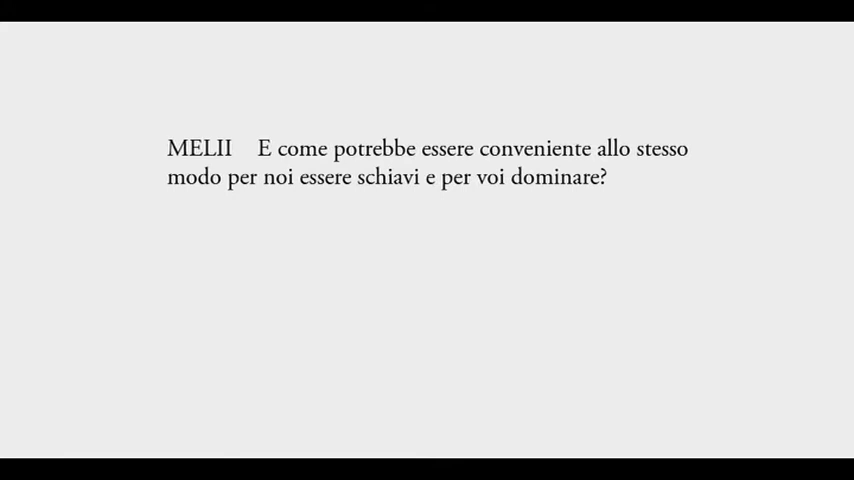 MELII E come potrebbe essere conveniente allo stesso
modo per noi essere schiavi e per voi dominare?